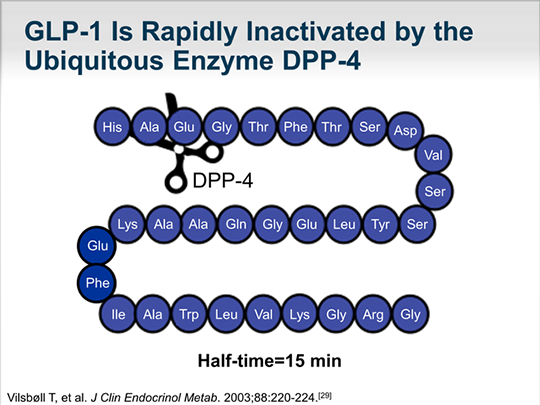 GLP-1 Is Rapidly Inactivated by the
Ubiquitous Enzyme DPP-4
His Ala Glu Gly Thr Phe Thr Ser Asp
Val
DPP-4
Ser
Lys Ala Ala Gln Gly Glu Leu Tyr Ser
Glu
Phe
Ile Ala Trp Leu Val Lys Gly Arg Gly
Half-time=15 min
Vilsbøll T, et al. J Clin Endocrinol Metab. 2003;88:220-224.[29]